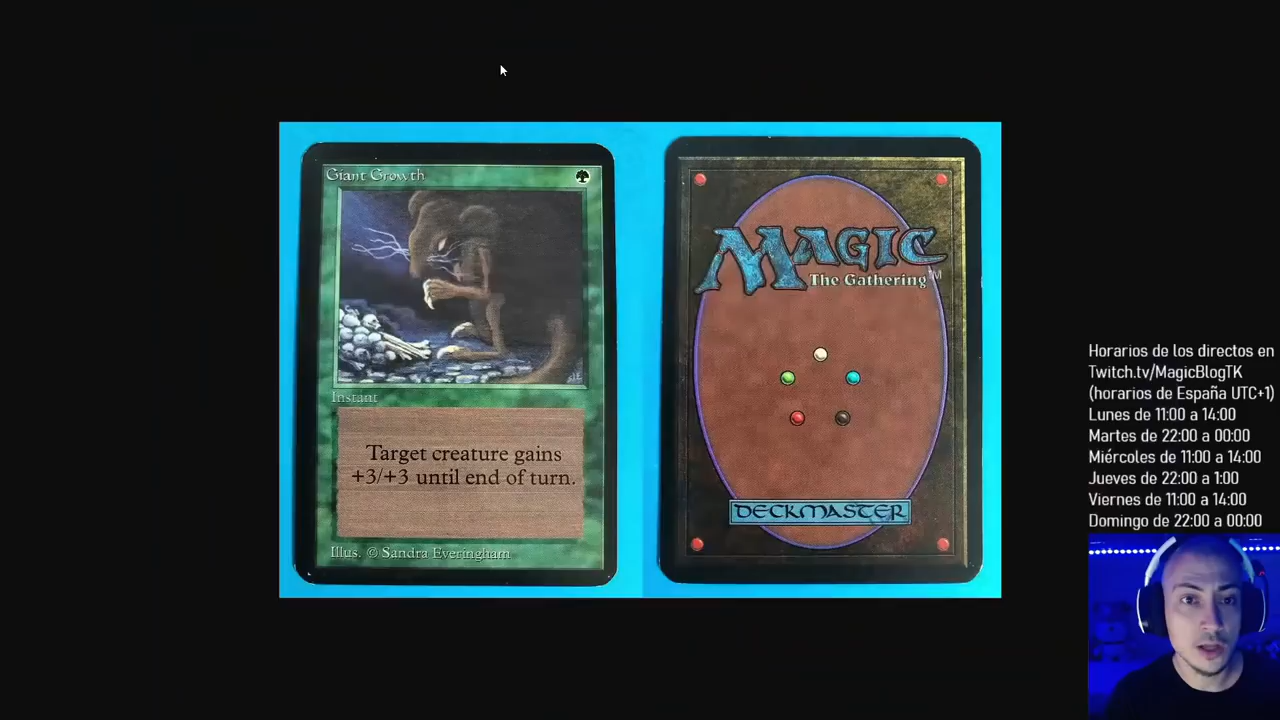 Giant Growth
Instant
Target creature gains
+3/+3 until end of turn.
Illus. © Sandra Everingham
MAGIC
The Gathering™
DECKMASTER
Horarios de los directos en
Twitch.tv/MagicBlogTK
(horarios de España UTC+1)
Lunes de 11:00 a 14:00
Martes de 22:00 a 00:00
Miércoles de 11:00 a 14:00
Jueves de 22:00 a 1:00
Viernes de 11:00 a 14:00
Domingo de 22:00 a 00:00